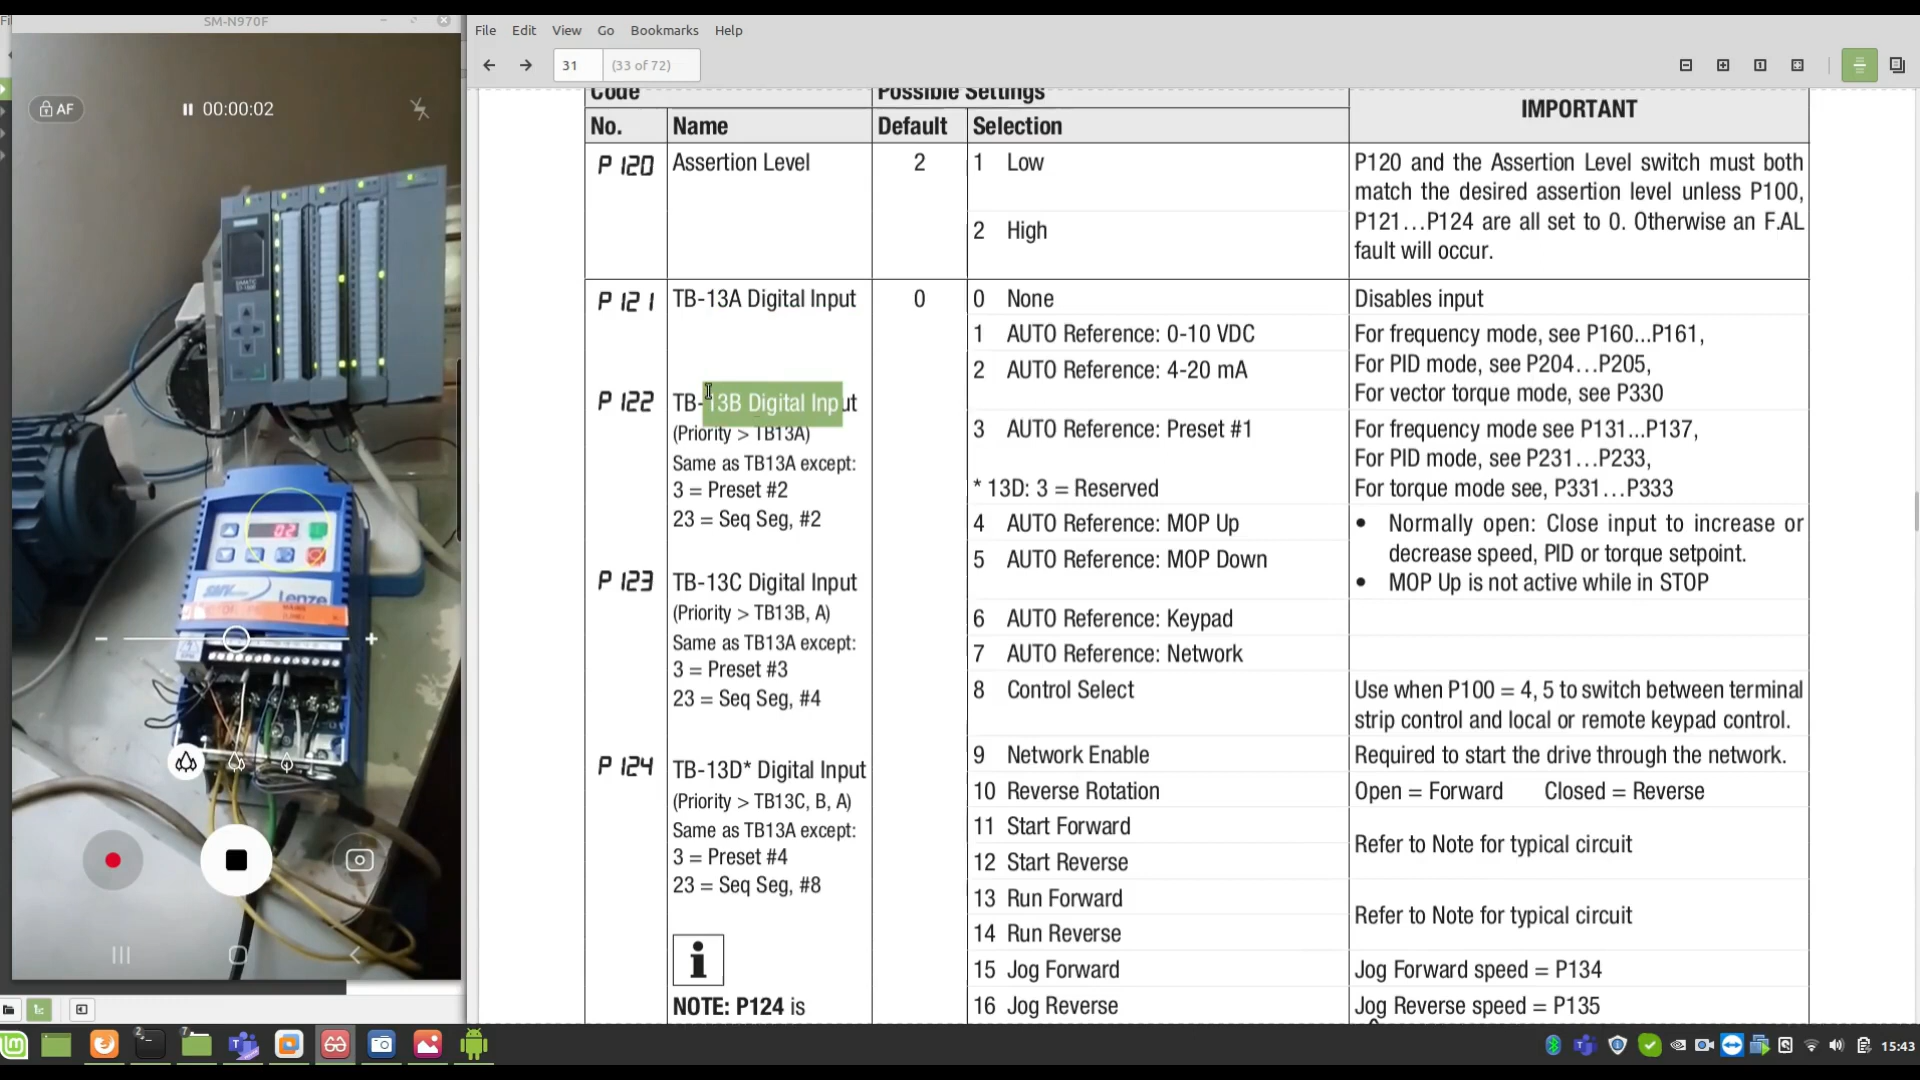 SM-N970F
AF
00:00:02
SIEMENS
02
SMV
Lenze
File Edit View Go Bookmarks Help
31 (33 of 72)
Code Possible Settings IMPORTANT
No. Name Default Selection
P120 Assertion Level 2 1 Low
2 High
P120 and the Assertion Level switch must both
match the desired assertion level unless P100,
P121…P124 are all set to 0. Otherwise an F.AL
fault will occur.
P121 TB-13A Digital Input 0 0 None Disables input
1 AUTO Reference: 0-10 VDC For frequency mode, see P160...P161,
2 AUTO Reference: 4-20 mA For PID mode, see P204…P205,
For vector torque mode, see P330
P122 TB-13B Digital Input
(Priority > TB13A)
Same as TB13A except:
3 = Preset #2
23 = Seq Seg, #2
3 AUTO Reference: Preset #1 For frequency mode see P131...P137,
For PID mode, see P231…P233,
* 13D: 3 = Reserved For torque mode see, P331…P333
4 AUTO Reference: MOP Up • Normally open: Close input to increase or
decrease speed, PID or torque setpoint.
5 AUTO Reference: MOP Down • MOP Up is not active while in STOP
P123 TB-13C Digital Input
(Priority > TB13B, A)
Same as TB13A except:
3 = Preset #3
23 = Seq Seg, #4
6 AUTO Reference: Keypad
7 AUTO Reference: Network
8 Control Select Use when P100 = 4, 5 to switch between terminal
strip control and local or remote keypad control.
P124 TB-13D* Digital Input
(Priority > TB13C, B, A)
Same as TB13A except:
3 = Preset #4
23 = Seq Seg, #8
9 Network Enable Required to start the drive through the network.
10 Reverse Rotation Open = Forward Closed = Reverse
11 Start Forward Refer to Note for typical circuit
12 Start Reverse
13 Run Forward Refer to Note for typical circuit
14 Run Reverse
15 Jog Forward Jog Forward speed = P134
16 Jog Reverse Jog Reverse speed = P135
i
NOTE: P124 is
2 7
15:43